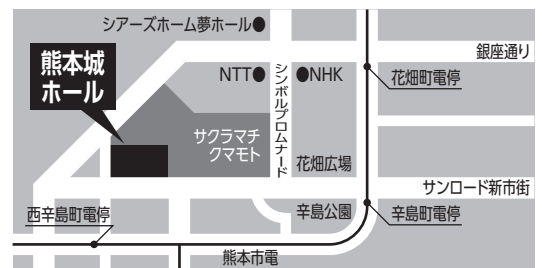 シアーズホーム夢ホール●
銀座通り
熊本城
ホール
NTT●
●NHK
シンボルプロムナード
花畑町電停
サクラマチ
クマモト
花畑広場
サンロード新市街
西辛島町電停
辛島公園
辛島町電停
熊本市電